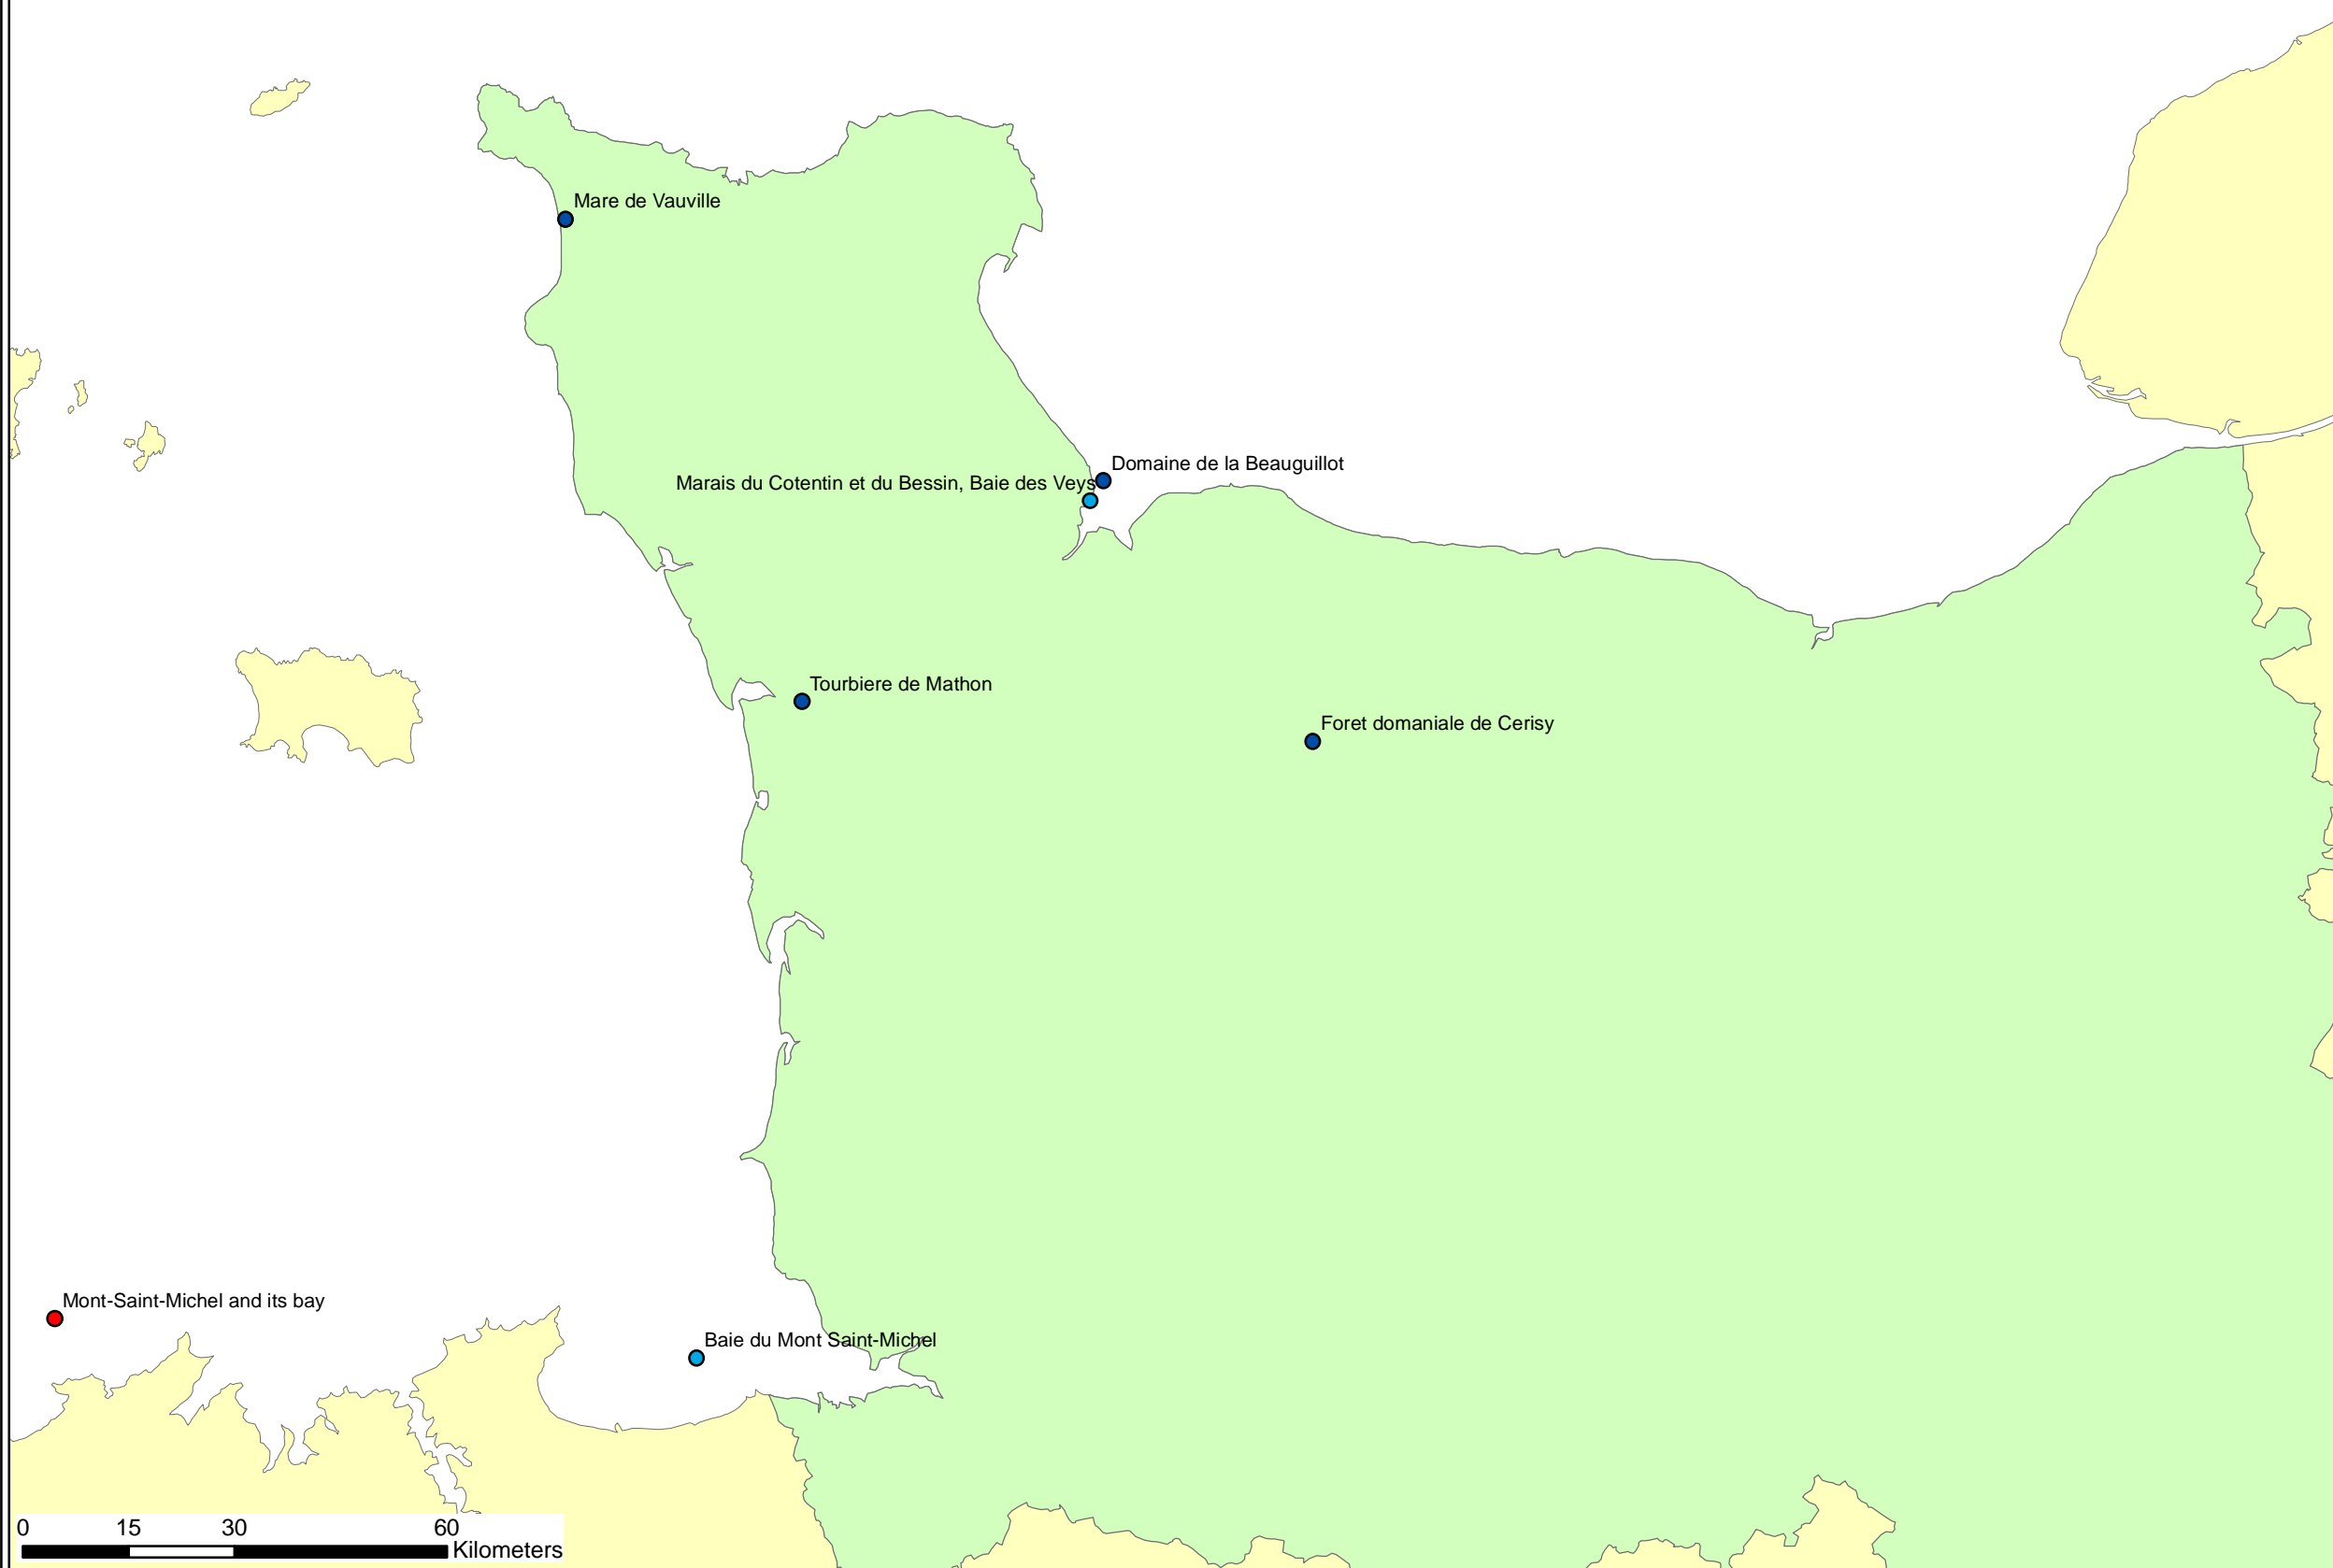 Mare de Vauville
Domaine de la Beauguillot
Marais du Cotentin et du Bessin, Baie des Veys
Tourbiere de Mathon
Foret domaniale de Cerisy
Mont-Saint-Michel and its bay
Baie du Mont Saint-Michel
0 15 30 60
Kilometers